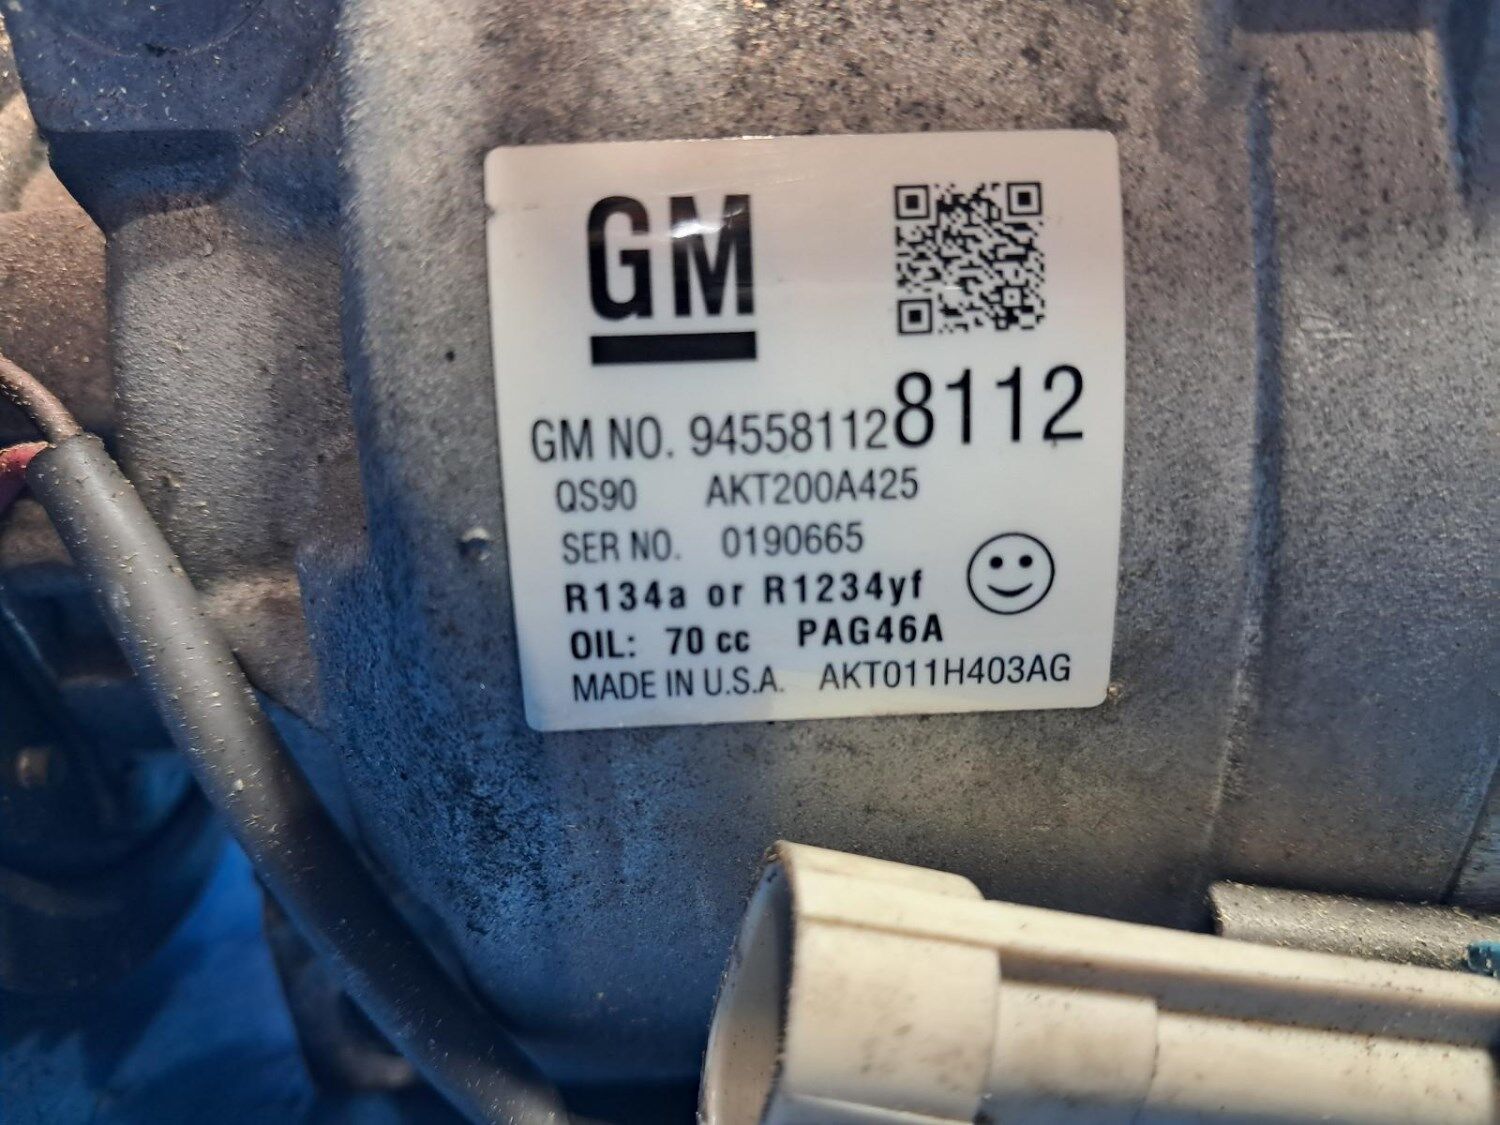 GM
GM NO. 94558112 8112
QS90 AKT200A425
SER NO. 0190665
R134a or R1234yf
OIL: 70 cc PAG46A
MADE IN U.S.A. AKT011H403AG